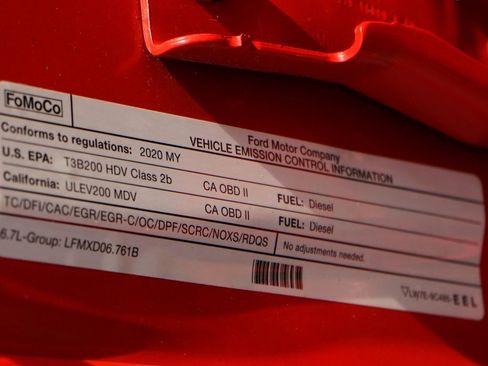 FoMoCo
Ford Motor Company
VEHICLE EMISSION CONTROL INFORMATION
Conforms to regulations: 2020 MY
U.S. EPA: T3B200 HDV Class 2b CA OBD II FUEL: Diesel
California: ULEV200 MDV CA OBD II FUEL: Diesel
TC/DFI/CAC/EGR/EGR-C/OC/DPF/SCRC/NOXS/RDQS No adjustments needed.
6.7L-Group: LFMXD06.761B
LW7E-9C485-EEL